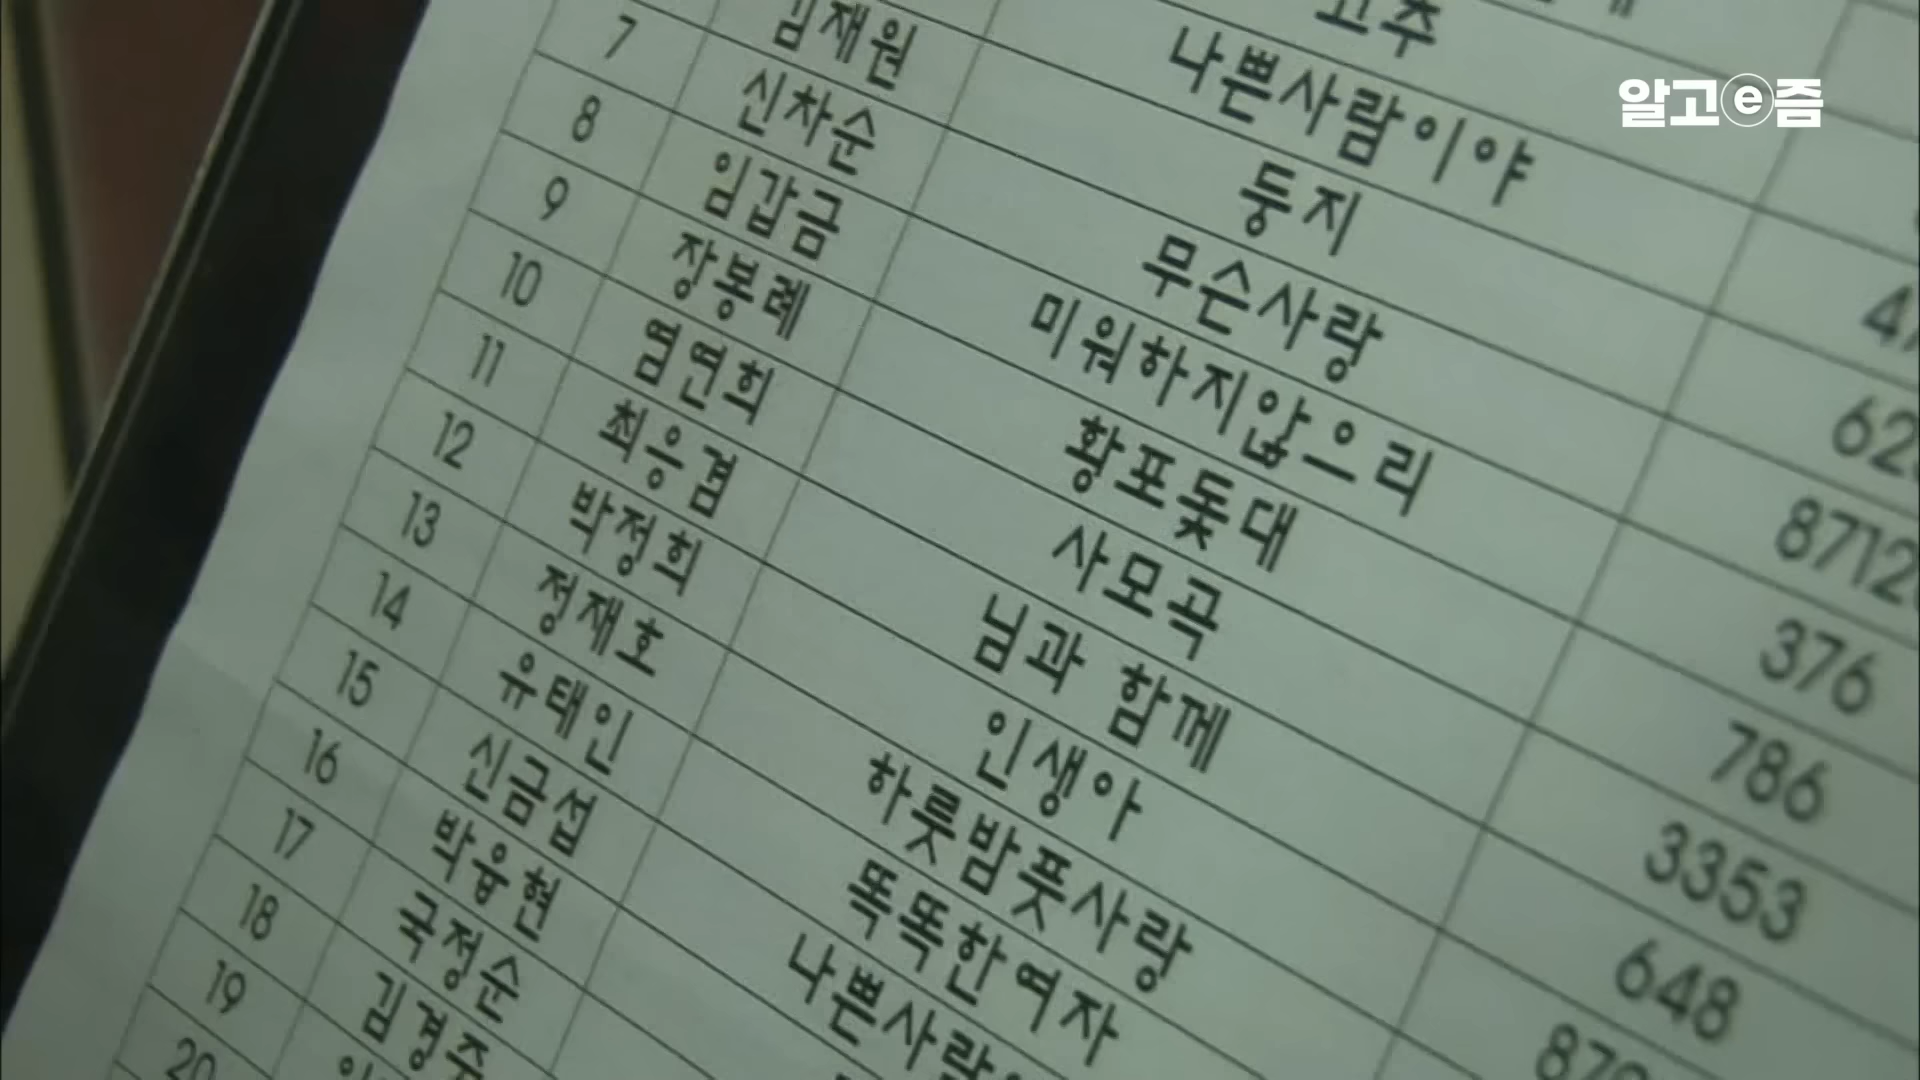 고추
나쁜사람이야 47
김재원 둥지 62
7 신차순 무슨사랑 8712
8 임갑금 미워하지않으리 376
9 장봉례 황포돛대 786
10 염연희 사모곡 3353
11 최응겸 님과 함께 648
12 박정희 인생아 87
13 정재호 하룻밤풋사랑
14 유태인 똑똑한여자
15 신금섭 나쁜사람
16
17 국정순
18 김경주
19
20
알고e즘